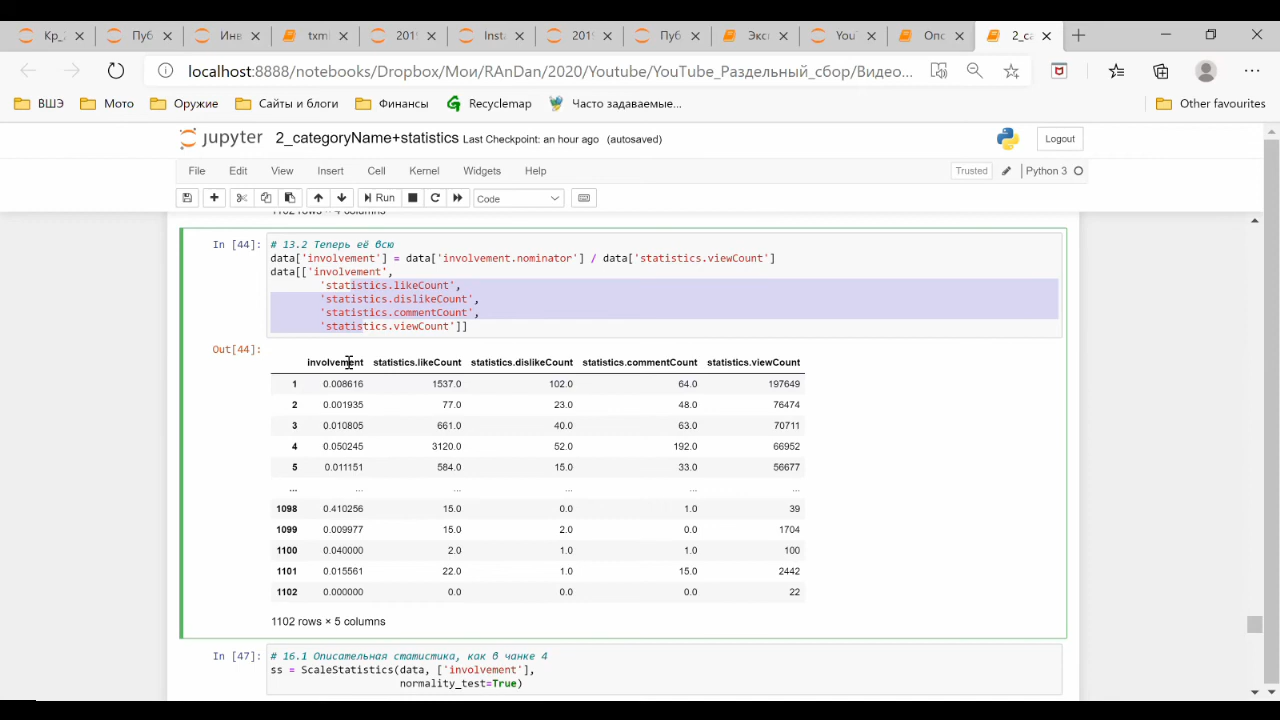 Кр_ Пуб Инв txml 2019 Insta 2019 Пуб Экс You Опс 2_ca
localhost:8888/notebooks/Dropbox/Мои/RAnDan/2020/Youtube/YouTube_Раздельный_сбор/Видео...
ВШЭ Мото Оружие Сайты и блоги Финансы Recyclemap Часто задаваемые... Other favourites
jupyter 2_categoryName+statistics Last Checkpoint: an hour ago (autosaved) Logout
File Edit View Insert Cell Kernel Widgets Help Trusted Python 3
Run Code
1102 rows × 4 columns
In [44]: # 13.2 Теперь её всю
data['involvement'] = data['involvement.nominator'] / data['statistics.viewCount']
data[['involvement',
'statistics.likeCount',
'statistics.dislikeCount',
'statistics.commentCount',
'statistics.viewCount']]
Out[44]:
involvement statistics.likeCount statistics.dislikeCount statistics.commentCount statistics.viewCount
1 0.008616 1537.0 102.0 64.0 197649
2 0.001935 77.0 23.0 48.0 76474
3 0.010805 661.0 40.0 63.0 70711
4 0.050245 3120.0 52.0 192.0 66952
5 0.011151 584.0 15.0 33.0 56677
... ... ... ... ... ...
1098 0.410256 15.0 0.0 1.0 39
1099 0.009977 15.0 2.0 0.0 1704
1100 0.040000 2.0 1.0 1.0 100
1101 0.015561 22.0 1.0 15.0 2442
1102 0.000000 0.0 0.0 0.0 22
1102 rows × 5 columns
In [47]: # 16.1 Описательная статистика, как в чанке 4
ss = ScaleStatistics(data, ['involvement'],
normality_test=True)